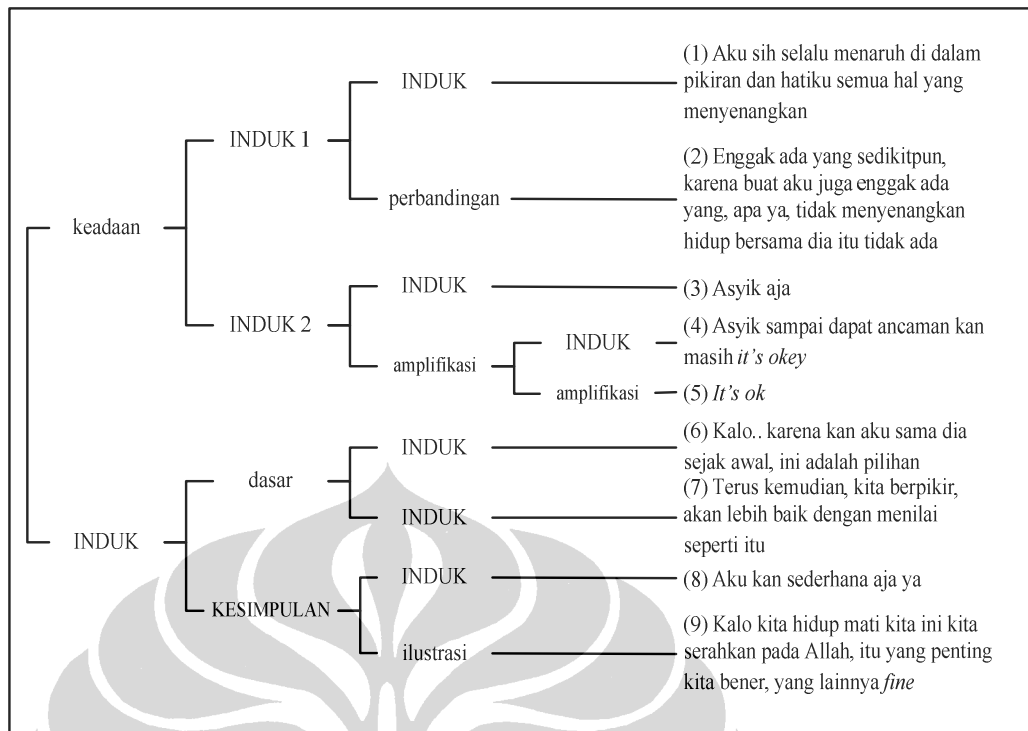 INDUK
(1) Aku sih selalu menaruh di dalam
pikiran dan hatiku semua hal yang
menyenangkan
INDUK 1
perbandingan
(2) Enggak ada yang sedikitpun,
karena buat aku juga enggak ada
yang, apa ya, tidak menyenangkan
hidup bersama dia itu tidak ada
keadaan
INDUK
(3) Asyik aja
INDUK 2
amplifikasi
INDUK
(4) Asyik sampai dapat ancaman kan
masih it's okey
amplifikasi
(5) It's ok
INDUK
(6) Kalo.. karena kan aku sama dia
sejak awal, ini adalah pilihan
dasar
INDUK
(7) Terus kemudian, kita berpikir,
akan lebih baik dengan menilai
seperti itu
INDUK
INDUK
(8) Aku kan sederhana aja ya
KESIMPULAN
ilustrasi
(9) Kalo kita hidup mati kita ini kita
serahkan pada Allah, itu yang penting
kita bener, yang lainnya fine